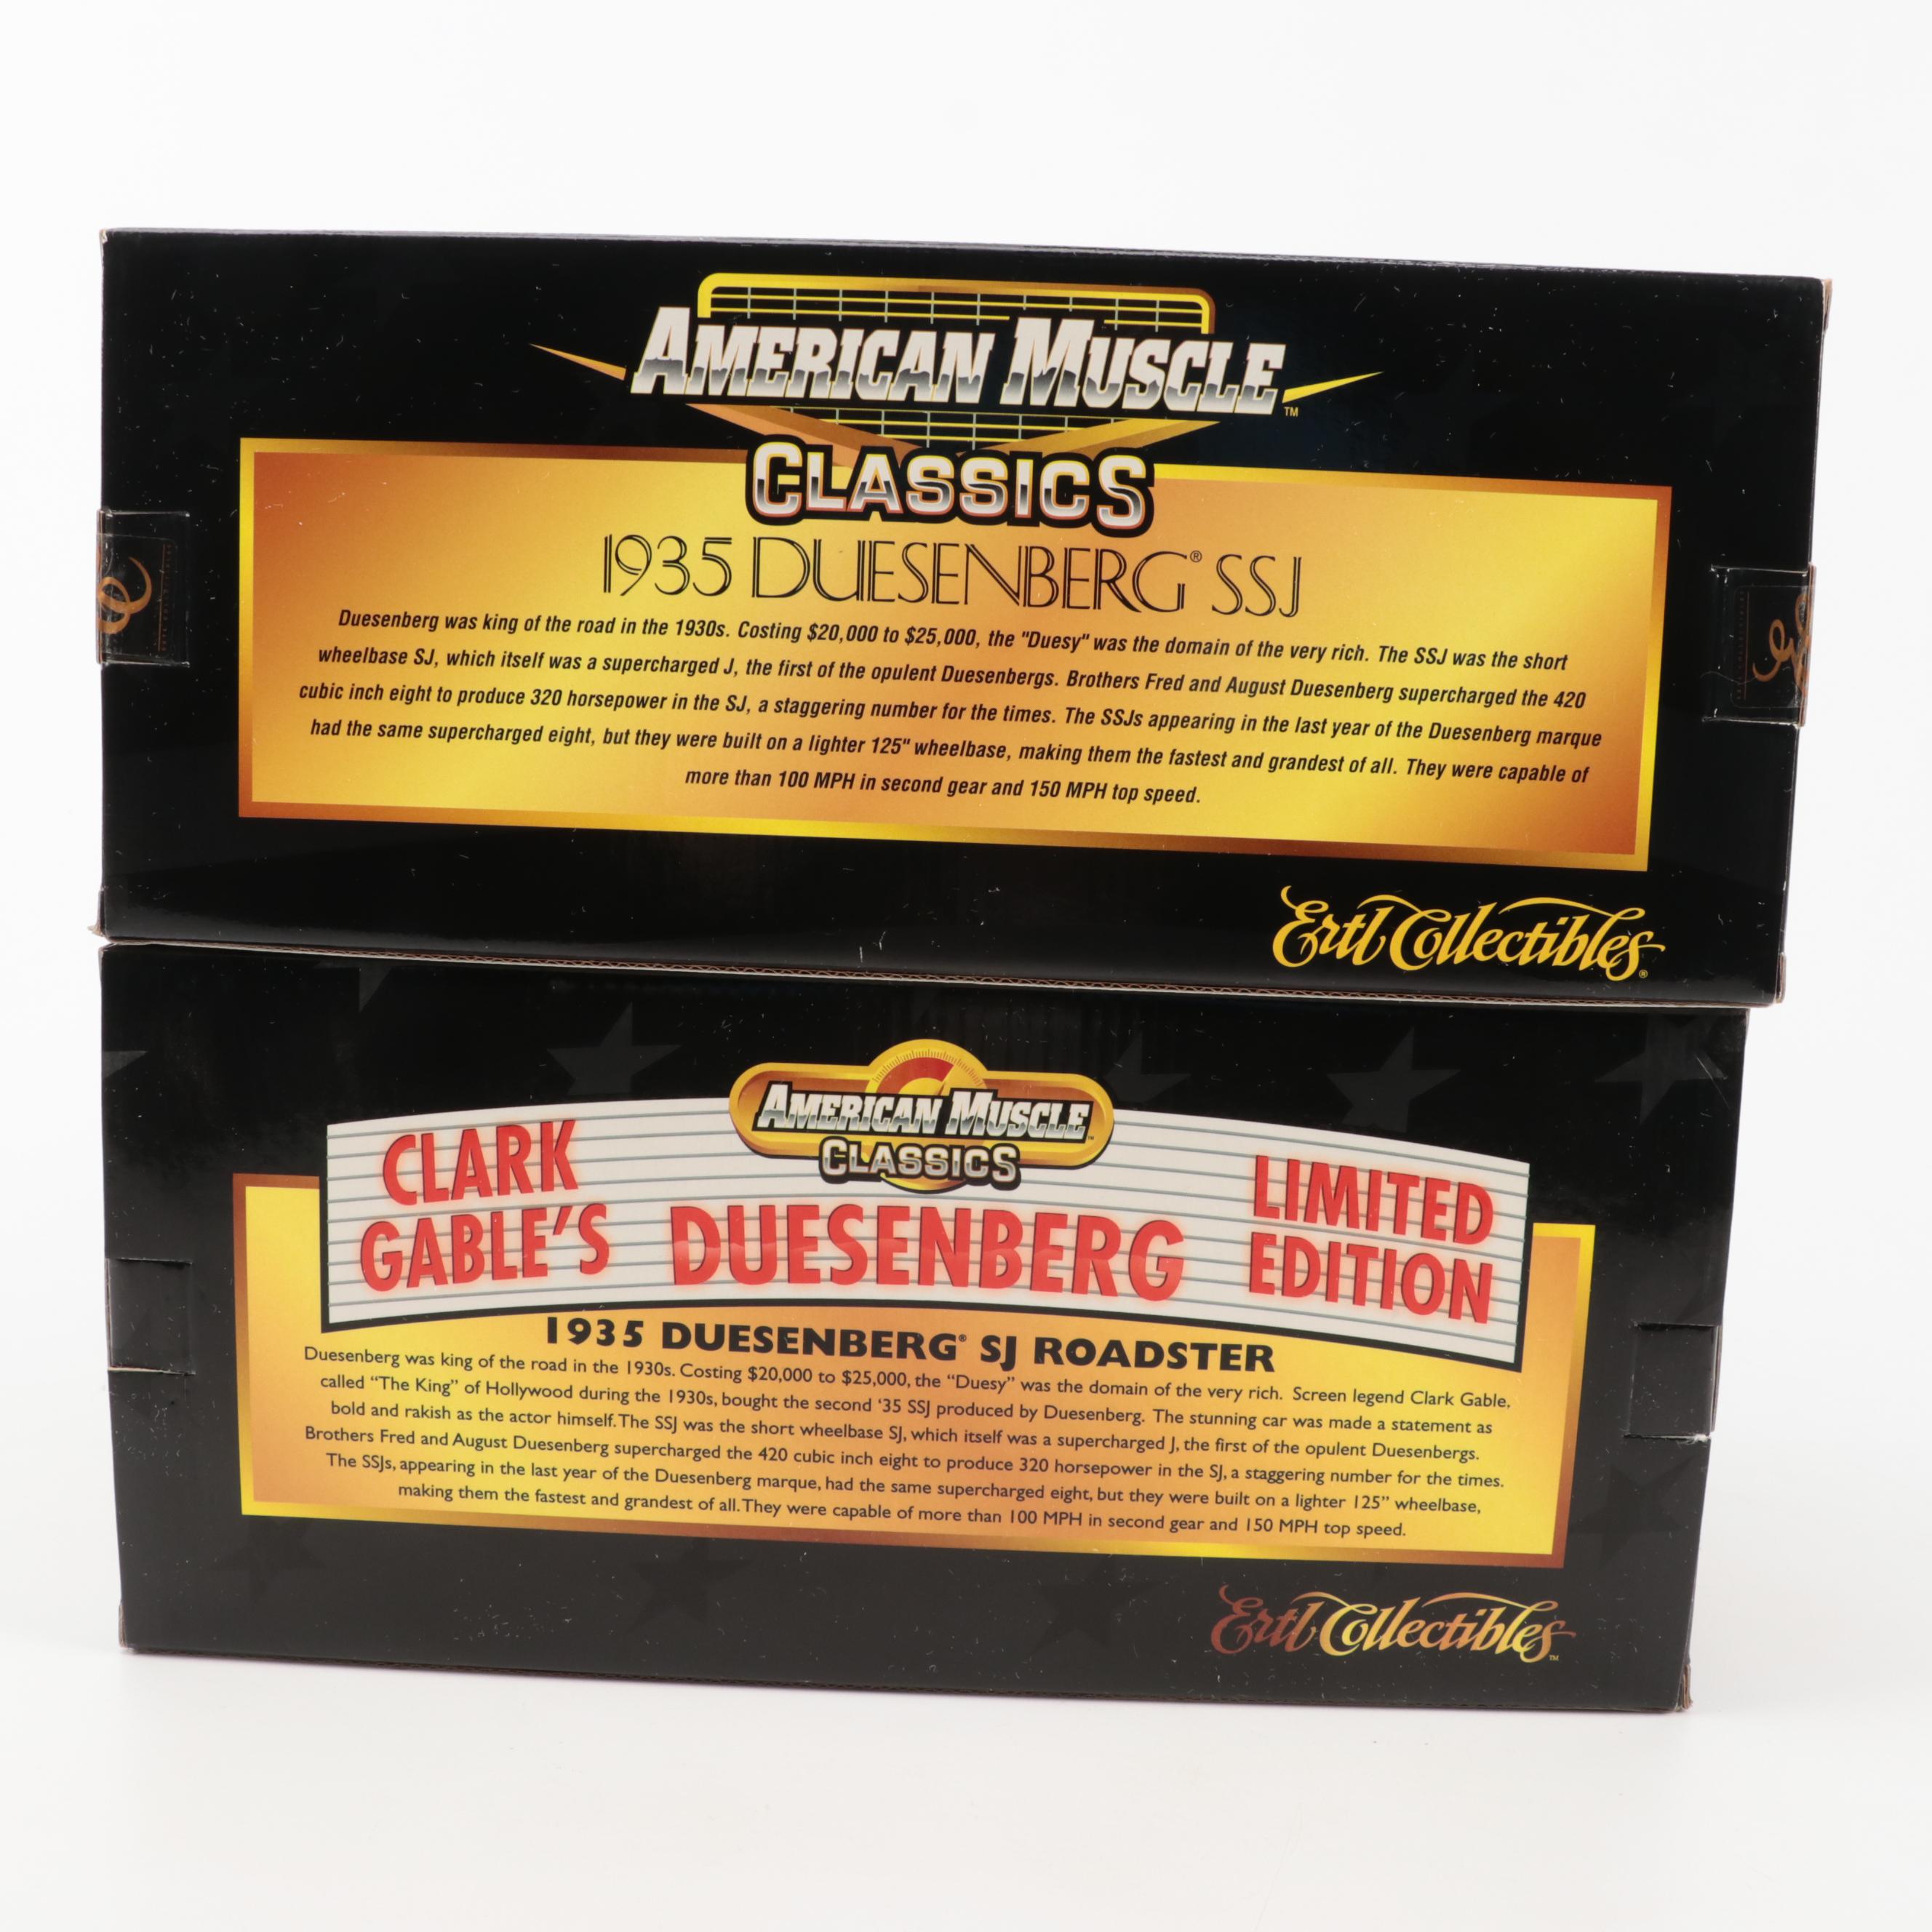 AMERICAN MUSCLE™
CLASSICS
1935 DUESENBERG® SSJ
Duesenberg was king of the road in the 1930s. Costing $20,000 to $25,000, the "Duesy" was the domain of the very rich. The SSJ was the short
wheelbase SJ, which itself was a supercharged J, the first of the opulent Duesenbergs. Brothers Fred and August Duesenberg supercharged the 420
cubic inch eight to produce 320 horsepower in the SJ, a staggering number for the times. The SSJs appearing in the last year of the Duesenberg marque
had the same supercharged eight, but they were built on a lighter 125" wheelbase, making them the fastest and grandest of all. They were capable of
more than 100 MPH in second gear and 150 MPH top speed.
Ertl Collectibles®
AMERICAN MUSCLE™
CLASSICS
CLARK
GABLE'S
DUESENBERG
LIMITED
EDITION
1935 DUESENBERG® SJ ROADSTER
Duesenberg was king of the road in the 1930s. Costing $20,000 to $25,000, the “Duesy” was the domain of the very rich. Screen legend Clark Gable,
called “The King” of Hollywood during the 1930s, bought the second ‘35 SSJ produced by Duesenberg. The stunning car was made a statement as
bold and rakish as the actor himself. The SSJ was the short wheelbase SJ, which itself was a supercharged J, the first of the opulent Duesenbergs.
Brothers Fred and August Duesenberg supercharged the 420 cubic inch eight to produce 320 horsepower in the SJ, a staggering number for the times.
The SSJs, appearing in the last year of the Duesenberg marque, had the same supercharged eight, but they were built on a lighter 125” wheelbase,
making them the fastest and grandest of all. They were capable of more than 100 MPH in second gear and 150 MPH top speed.
Ertl Collectibles™